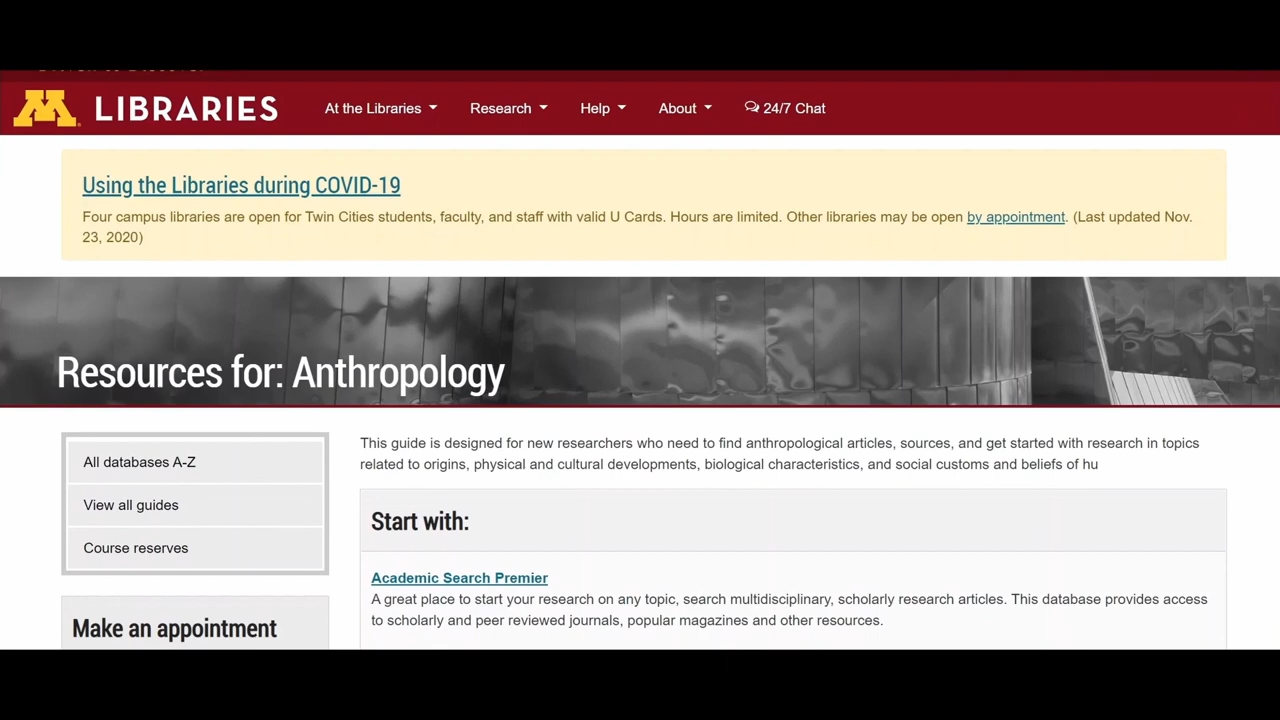 M LIBRARIES
At the Libraries
Research
Help
About
24/7 Chat
Using the Libraries during COVID-19
Four campus libraries are open for Twin Cities students, faculty, and staff with valid U Cards. Hours are limited. Other libraries may be open by appointment. (Last updated Nov.
23, 2020)
Resources for: Anthropology
All databases A-Z
View all guides
Course reserves
Make an appointment
This guide is designed for new researchers who need to find anthropological articles, sources, and get started with research in topics
related to origins, physical and cultural developments, biological characteristics, and social customs and beliefs of hu
Start with:
Academic Search Premier
A great place to start your research on any topic, search multidisciplinary, scholarly research articles. This database provides access
to scholarly and peer reviewed journals, popular magazines and other resources.